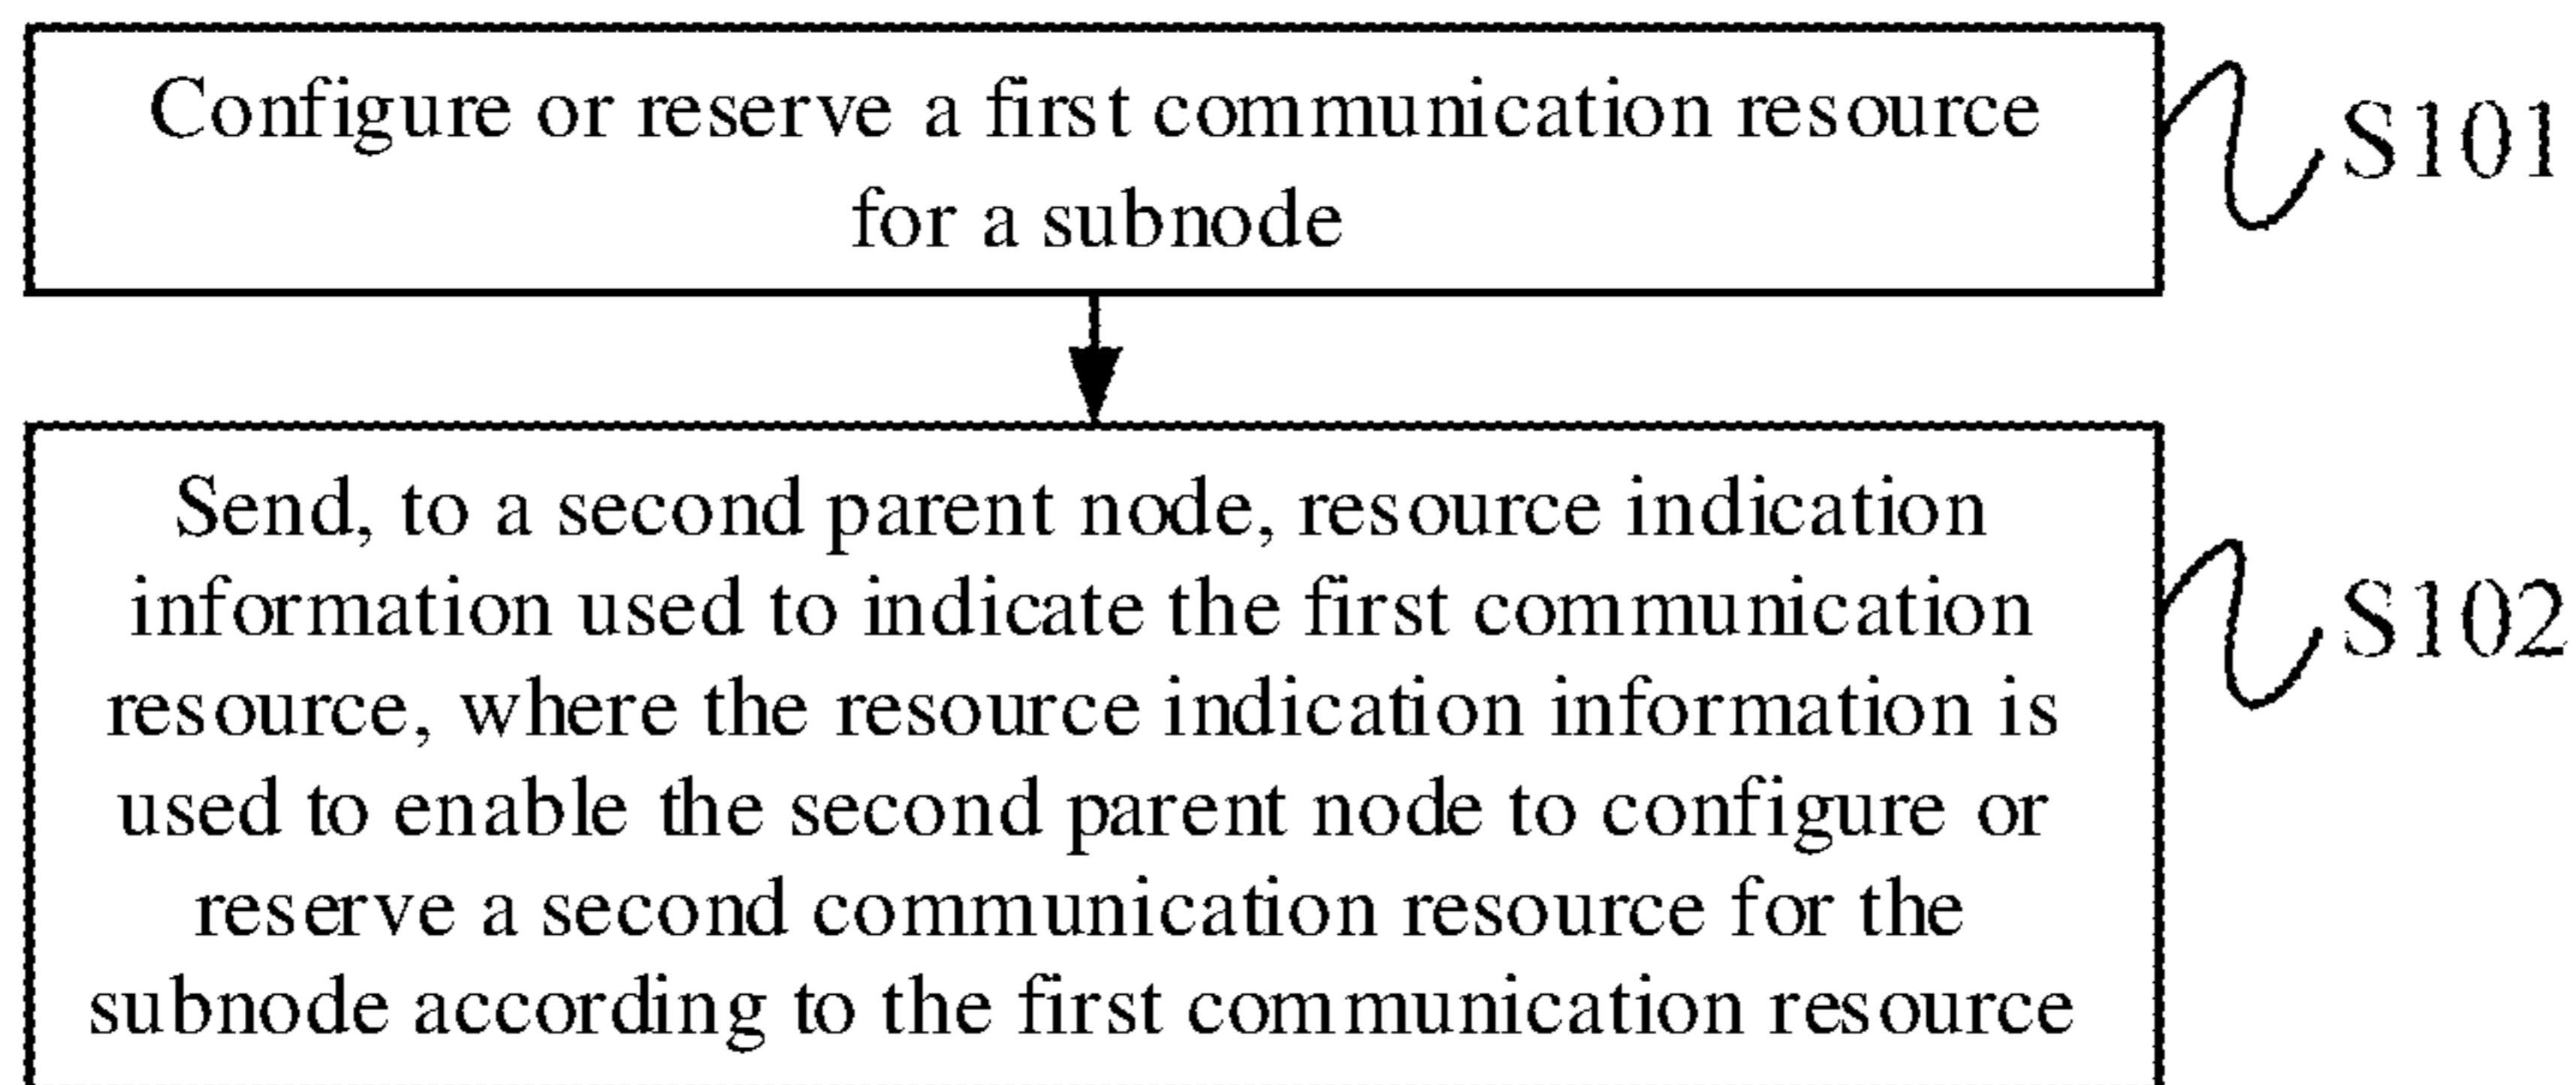 Configure or reserve a first communication resource
for a subnode
S101
Send, to a second parent node, resource indication
information used to indicate the first communication
resource, where the resource indication information is
used to enable the second parent node to configure or
reserve a second communication resource for the
subnode according to the first communication resource
S102